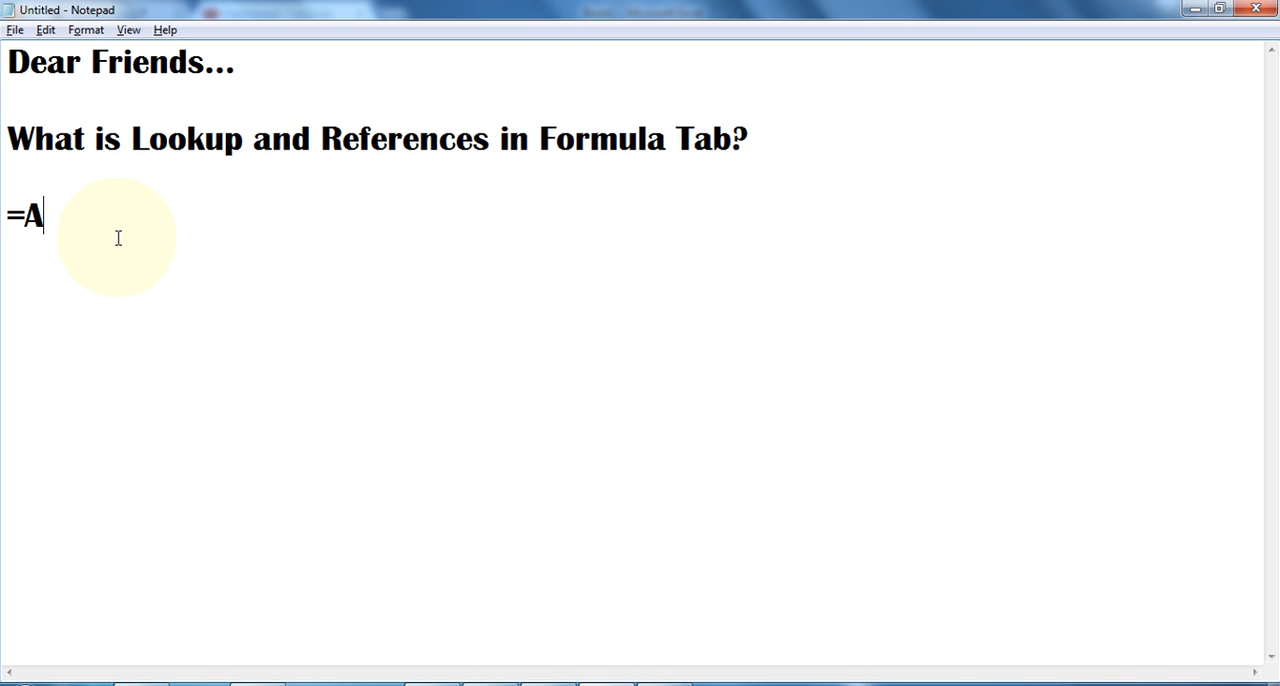 Untitled - Notepad
File Edit Format View Help
Dear Friends...
What is Lookup and References in Formula Tab?
=A